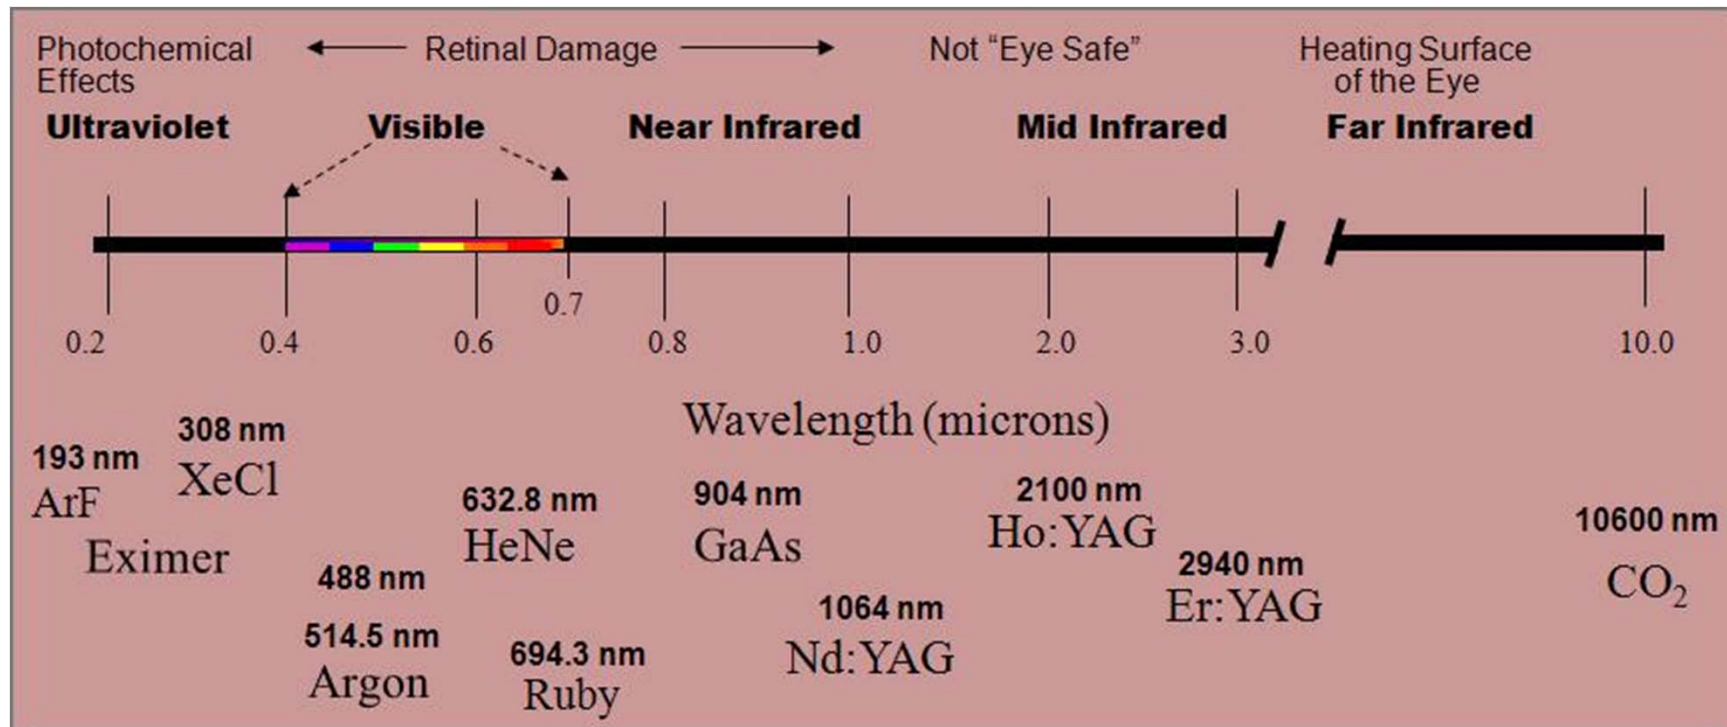 Photochemical
Effects
Retinal Damage
Not “Eye Safe”
Heating Surface
of the Eye
Ultraviolet
Visible
Near Infrared
Mid Infrared
Far Infrared
0.7
0.2
0.4
0.6
0.8
1.0
2.0
3.0
10.0
Wavelength (microns)
193 nm
ArF
308 nm
XeCl
Eximer
488 nm
514.5 nm
Argon
632.8 nm
HeNe
694.3 nm
Ruby
904 nm
GaAs
1064 nm
Nd:YAG
2100 nm
Ho:YAG
2940 nm
Er:YAG
10600 nm
CO₂